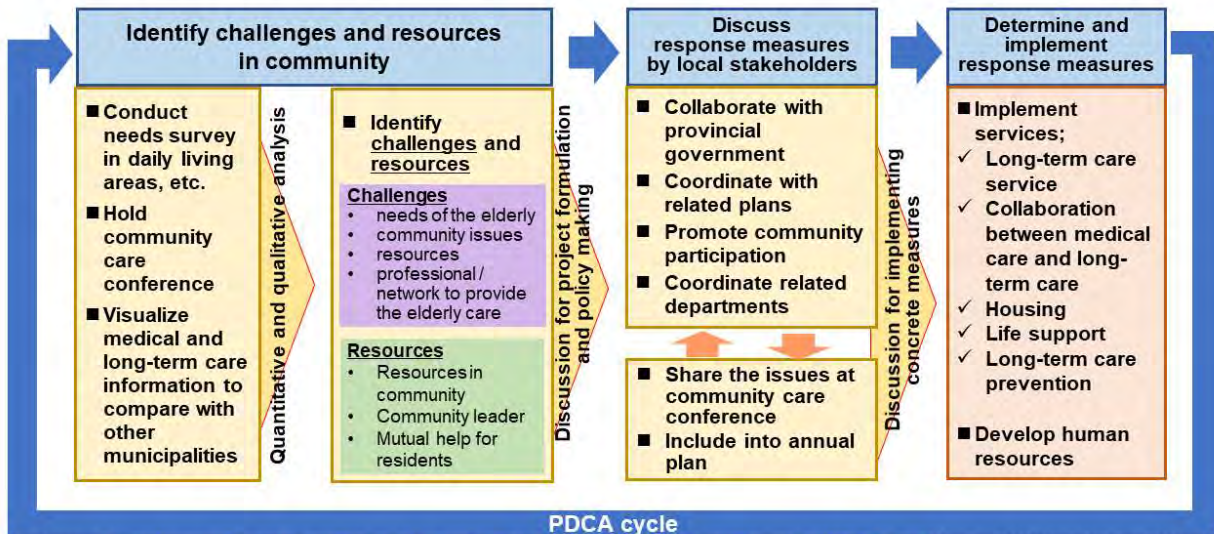 Identify challenges and resources
in community
Discuss
response measures
by local stakeholders
Determine and
implement
response measures
■ Conduct
needs survey
in daily living
areas, etc.
■ Hold
community
care
conference
■ Visualize
medical and
long-term care
information to
compare with
other
municipalities
Quantitative and qualitative analysis
■ Identify
challenges and
resources
Challenges
• needs of the elderly
• community issues
• resources
• professional /
network to provide
the elderly care
Resources
• Resources in
community
• Community leader
• Mutual help for
residents
Discussion for project formulation
and policy making
■ Collaborate with
provincial
government
■ Coordinate with
related plans
■ Promote community
participation
■ Coordinate related
departments
■ Share the issues at
community care
conference
■ Include into annual
plan
Discussion for implementing
concrete measures
■ Implement
services;
✓ Long-term care
service
✓ Collaboration
between medical
care and long-
term care
✓ Housing
✓ Life support
✓ Long-term care
prevention
■ Develop human
resources
PDCA cycle